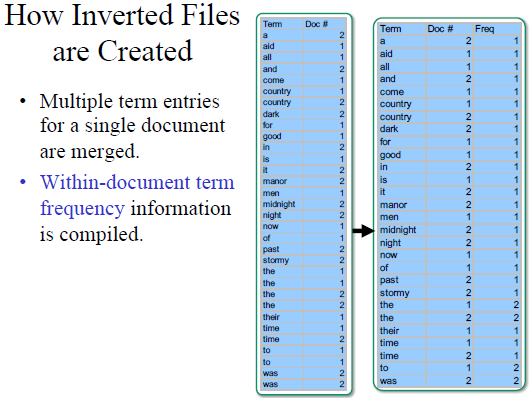 How Inverted Files
are Created
• Multiple term entries
for a single document
are merged.
• Within-document term
frequency information
is compiled.
Term Doc #
a 2
aid 1
all 1
and 2
come 1
country 1
country 2
dark 2
for 1
good 1
in 2
is 1
it 2
manor 2
men 1
midnight 2
night 2
now 1
of 1
past 2
stormy 2
the 1
the 1
the 2
the 2
their 1
time 1
time 2
to 1
to 1
was 2
was 2
Term Doc # Freq
a 2 1
aid 1 1
all 1 1
and 2 1
come 1 1
country 1 1
country 2 1
dark 2 1
for 1 1
good 1 1
in 2 1
is 1 1
it 2 1
manor 2 1
men 1 1
midnight 2 1
night 2 1
now 1 1
of 1 1
past 2 1
stormy 2 1
the 1 2
the 2 2
their 1 1
time 1 1
time 2 1
to 1 2
was 2 2